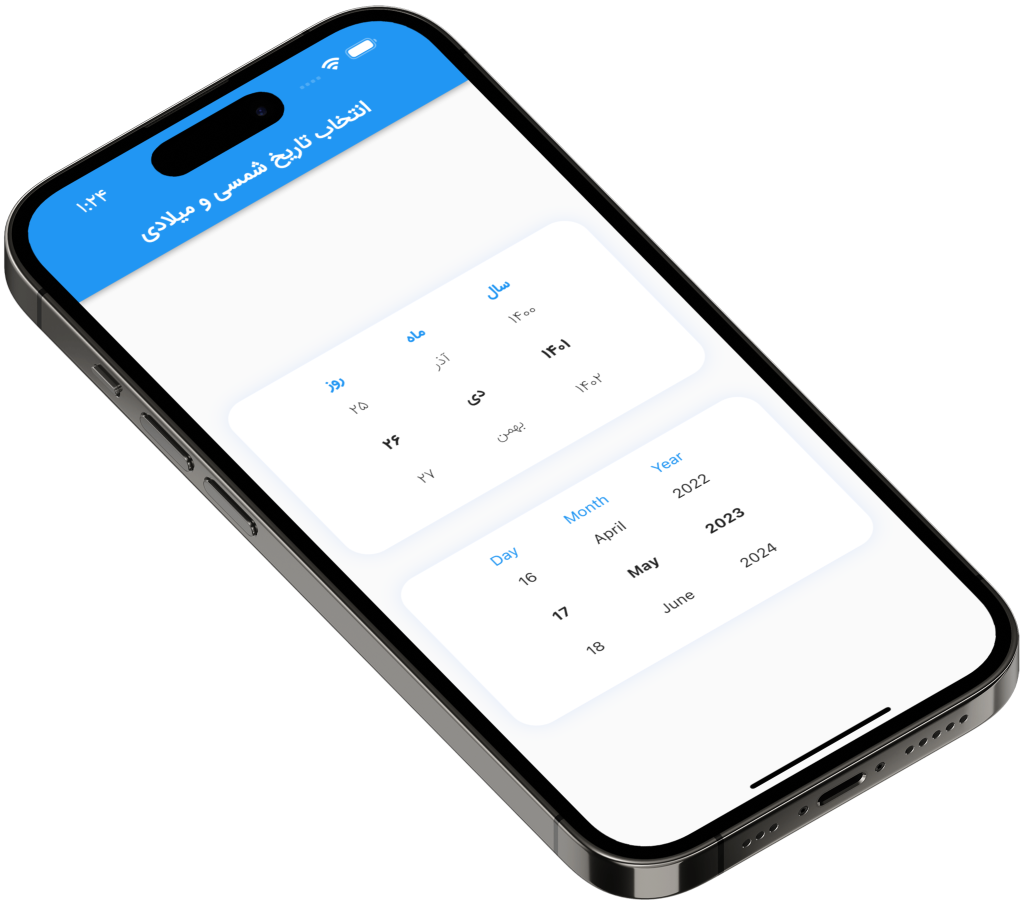 ۱:۲۴
انتخاب تاریخ شمسی و میلادی
روز ماه سال
۲۵ آذر ۱۴۰۰
۲۶ دی ۱۴۰۱
۲۷ بهمن ۱۴۰۲
Day Month Year
16 April 2022
17 May 2023
18 June 2024